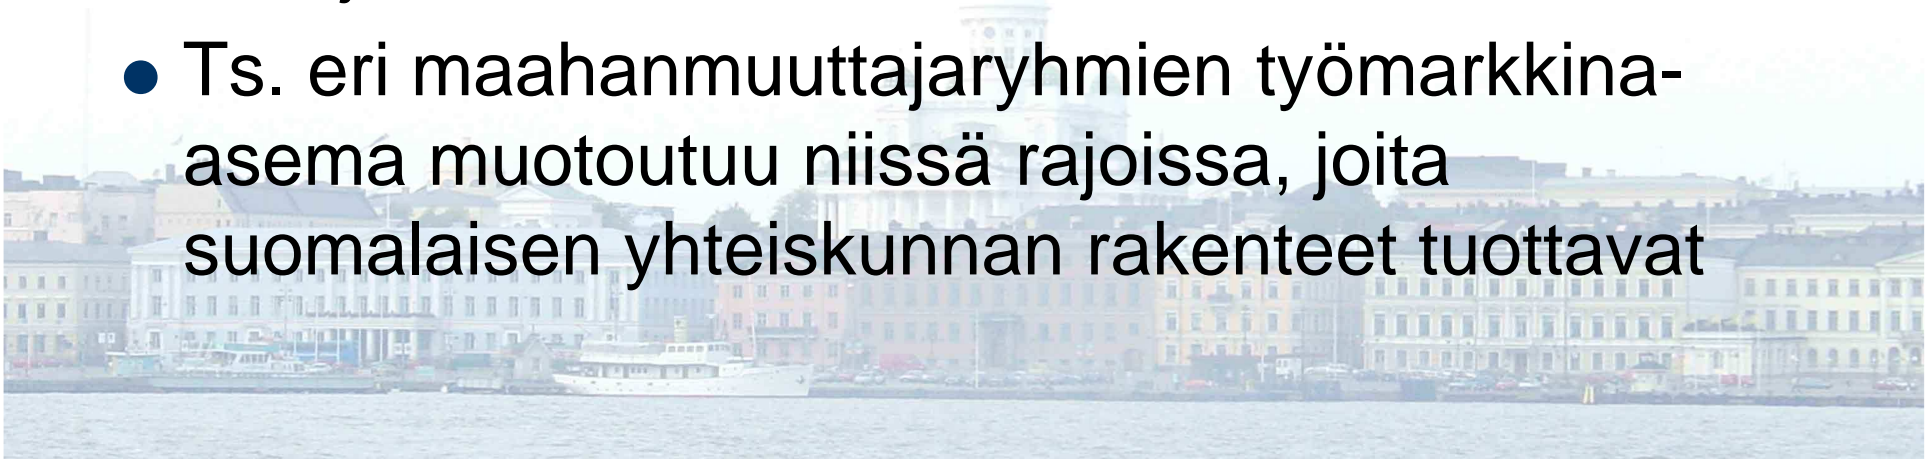 ● Ts. eri maahanmuuttajaryhmien työmarkkina-
asema muotoutuu niissä rajoissa, joita
suomalaisen yhteiskunnan rakenteet tuottavat